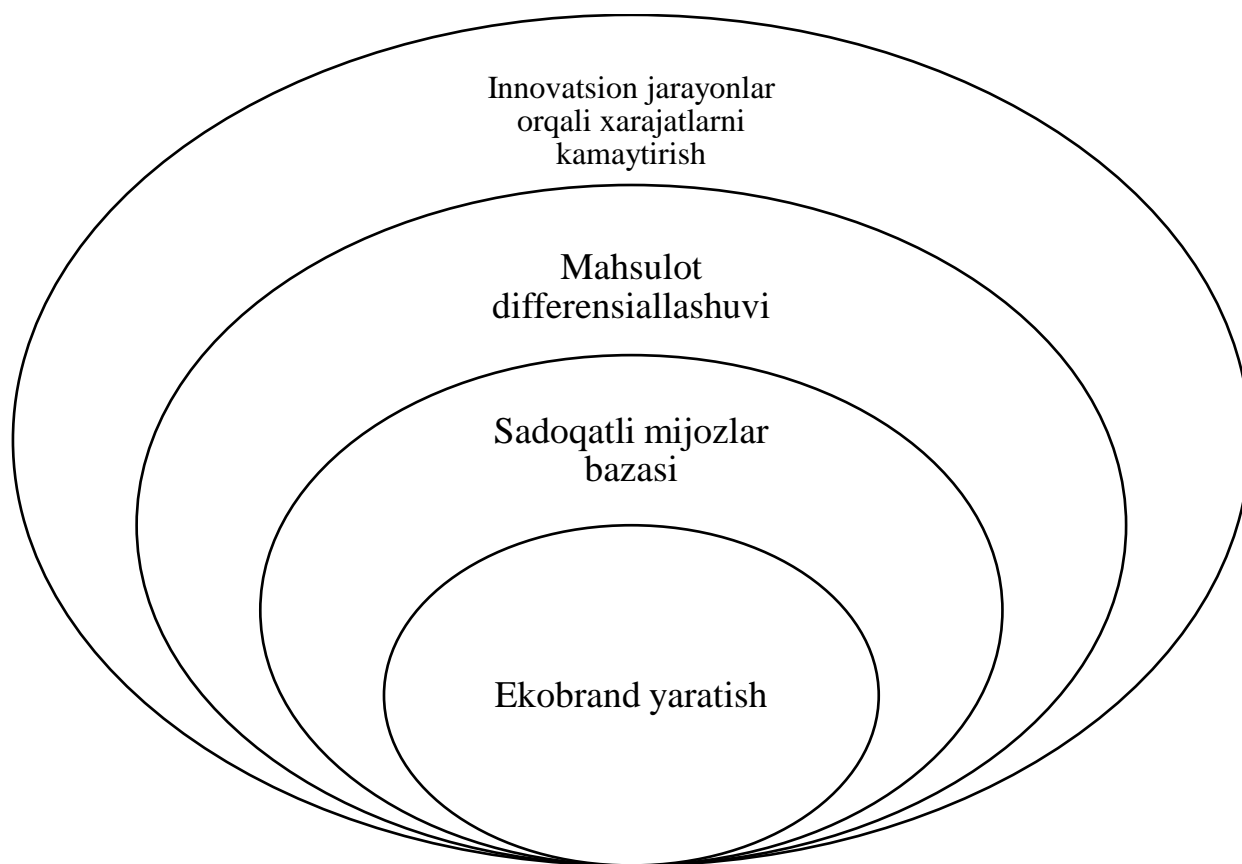 Innovatsion jarayonlar
orqali xarajatlarni
kamaytirish
Mahsulot
differensiallashuvi
Sadoqatli mijozlar
bazasi
Ekobrand yaratish